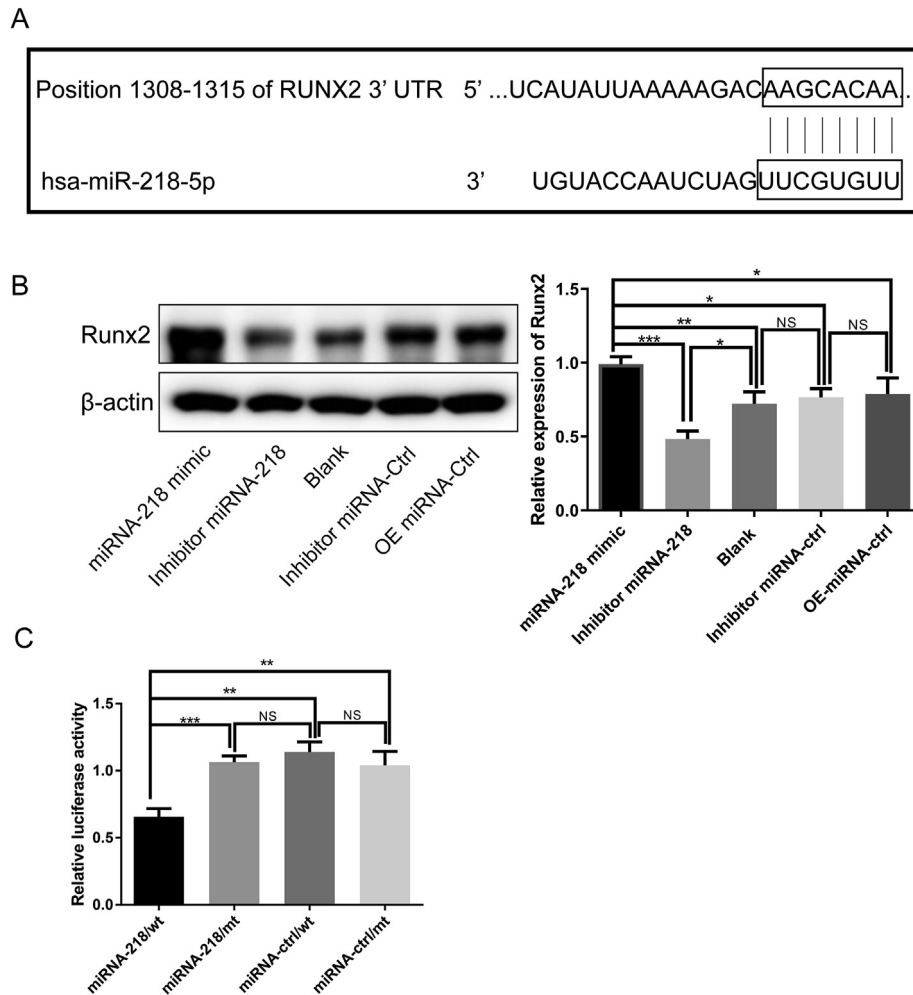 A
Position 1308-1315 of RUNX2 3’ UTR 5’ ...UCAUAUUAAAAAGACAAGCACAA...
hsa-miR-218-5p 3’ UGUACCAAUCUAGUUCGUGUU
B
Runx2
β-actin
miRNA-218 mimic
Inhibitor miRNA-218
Blank
Inhibitor miRNA-Ctrl
OE miRNA-Ctrl
Relative expression of Runx2
1.5
1.0
0.5
0.0
*
*
** NS NS
*** *
miRNA-218 mimic
Inhibitor miRNA-218
Blank
Inhibitor miRNA-ctrl
OE-miRNA-ctrl
C
Relative luciferase activity
1.5
1.0
0.5
0.0
**
**
*** NS NS
miRNA-218/wt
miRNA-218/mt
miRNA-ctrl/wt
miRNA-ctrl/mt